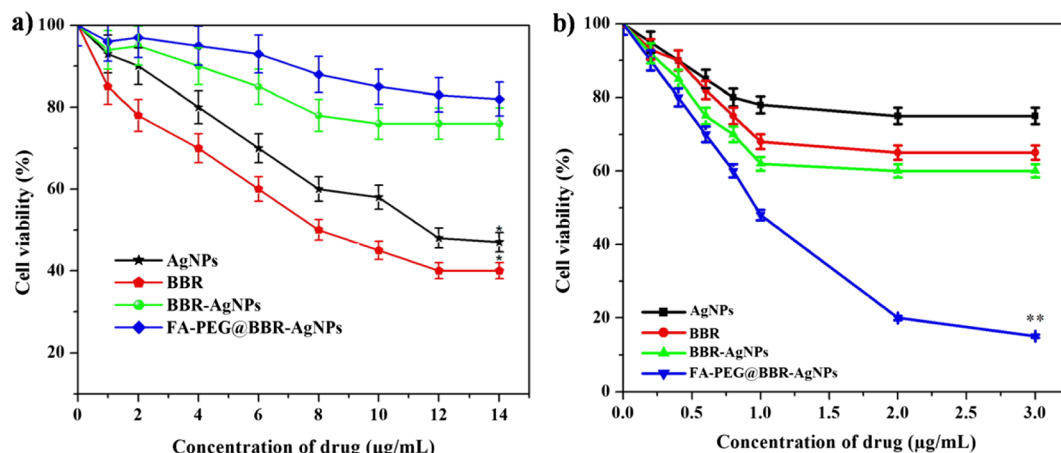 a)
100
80
60
40
20
Cell viability (%)
*
*
AgNPs
BBR
BBR-AgNPs
FA-PEG@BBR-AgNPs
0 2 4 6 8 10 12 14
Concentration of drug (µg/mL)
b)
100
80
60
40
20
0
Cell viability (%)
**
AgNPs
BBR
BBR-AgNPs
FA-PEG@BBR-AgNPs
0.0 0.5 1.0 1.5 2.0 2.5 3.0
Concentration of drug (µg/mL)